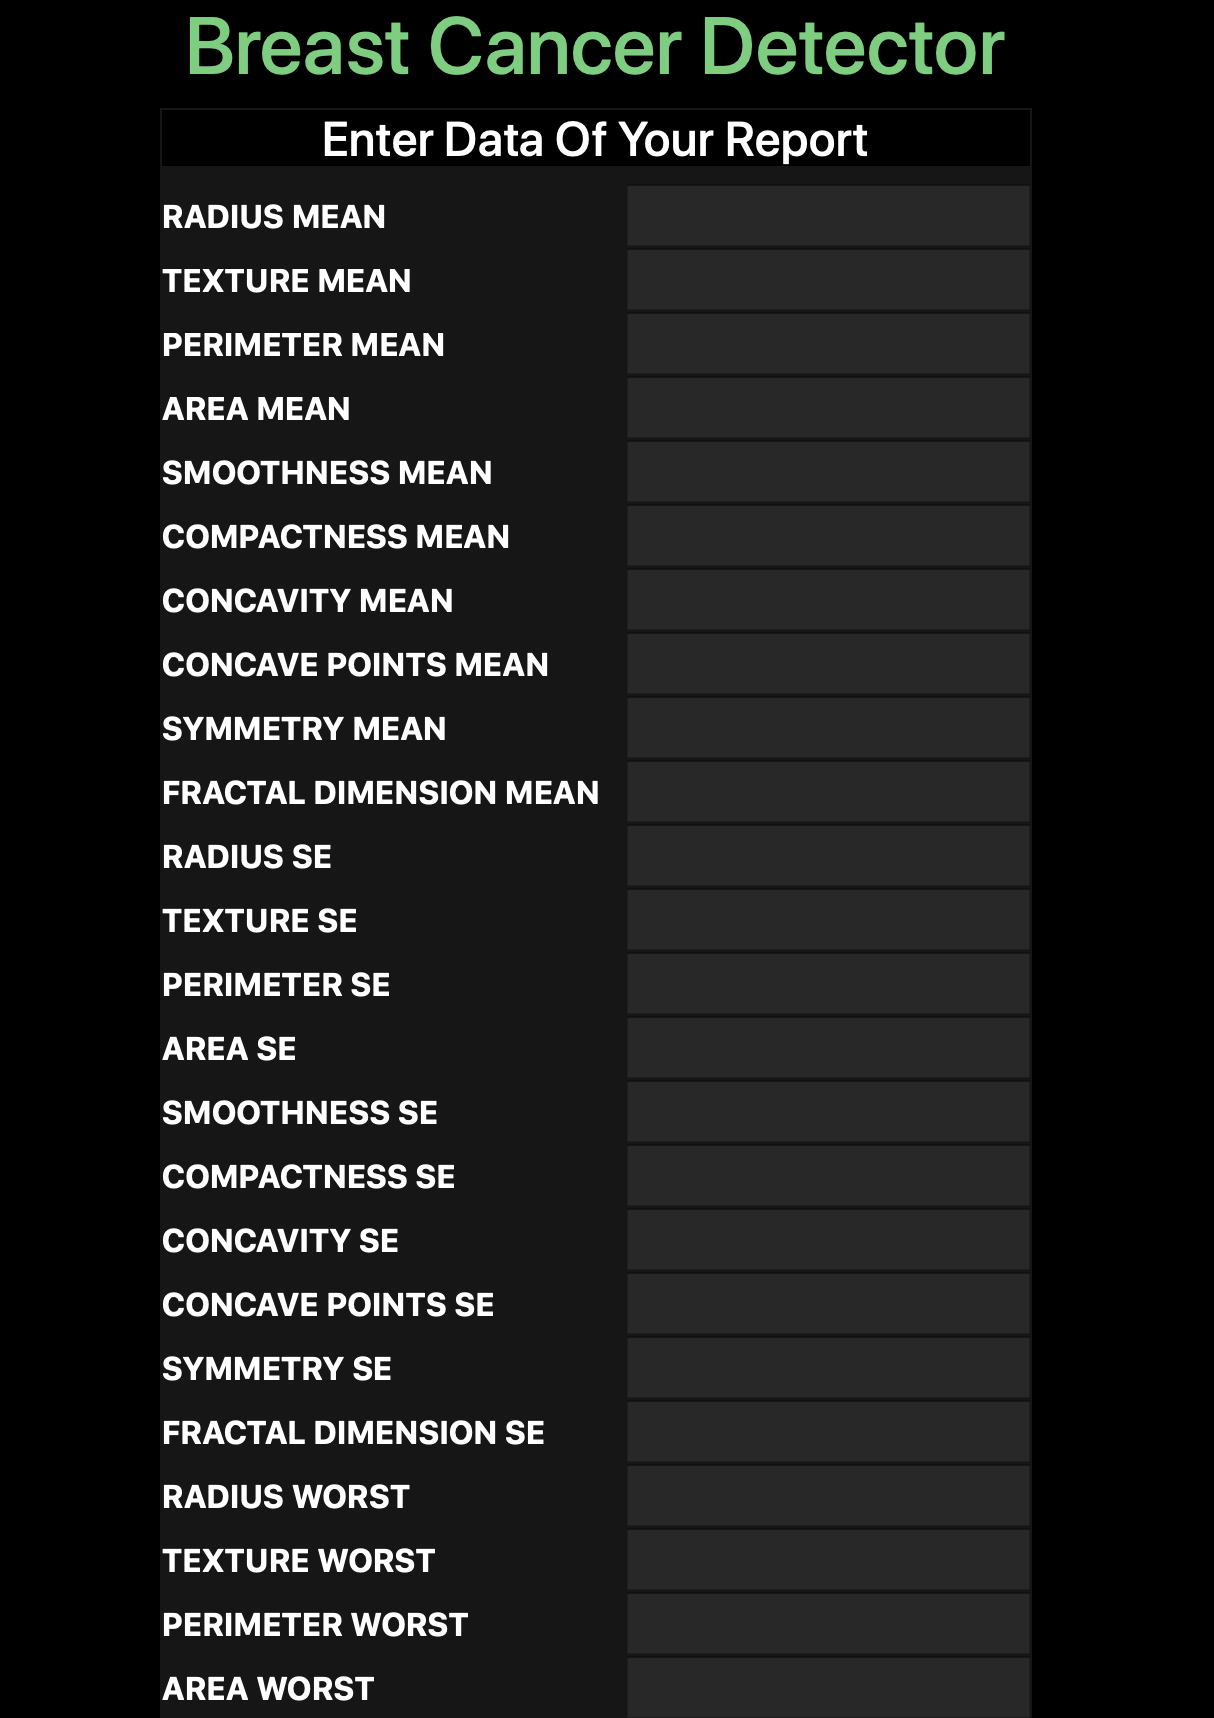 Breast Cancer Detector
Enter Data Of Your Report
RADIUS MEAN
TEXTURE MEAN
PERIMETER MEAN
AREA MEAN
SMOOTHNESS MEAN
COMPACTNESS MEAN
CONCAVITY MEAN
CONCAVE POINTS MEAN
SYMMETRY MEAN
FRACTAL DIMENSION MEAN
RADIUS SE
TEXTURE SE
PERIMETER SE
AREA SE
SMOOTHNESS SE
COMPACTNESS SE
CONCAVITY SE
CONCAVE POINTS SE
SYMMETRY SE
FRACTAL DIMENSION SE
RADIUS WORST
TEXTURE WORST
PERIMETER WORST
AREA WORST